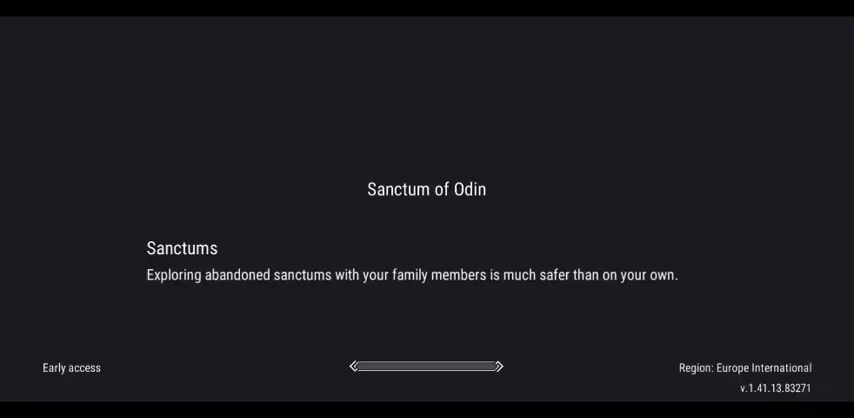 Sanctum of Odin
Sanctums
Exploring abandoned sanctums with your family members is much safer than on your own.
Early access
Region: Europe International
v.1.41.13.83271